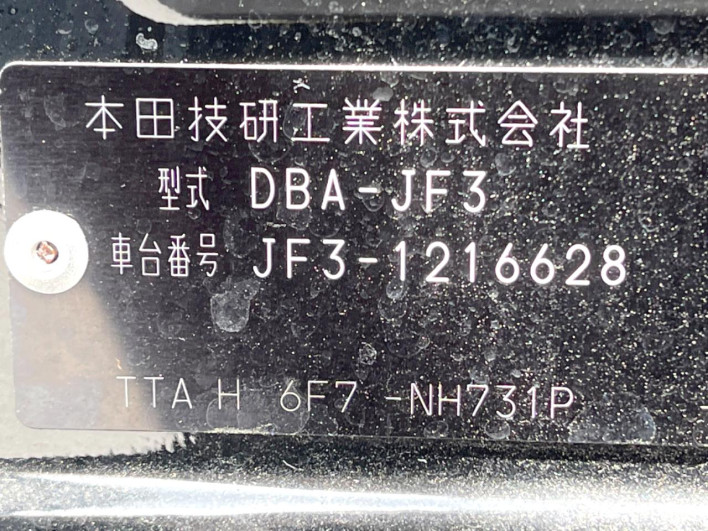 本田技研工業株式会社
型式 DBA-JF3
車台番号 JF3-1216628
TTA H 6F7 -NH731P